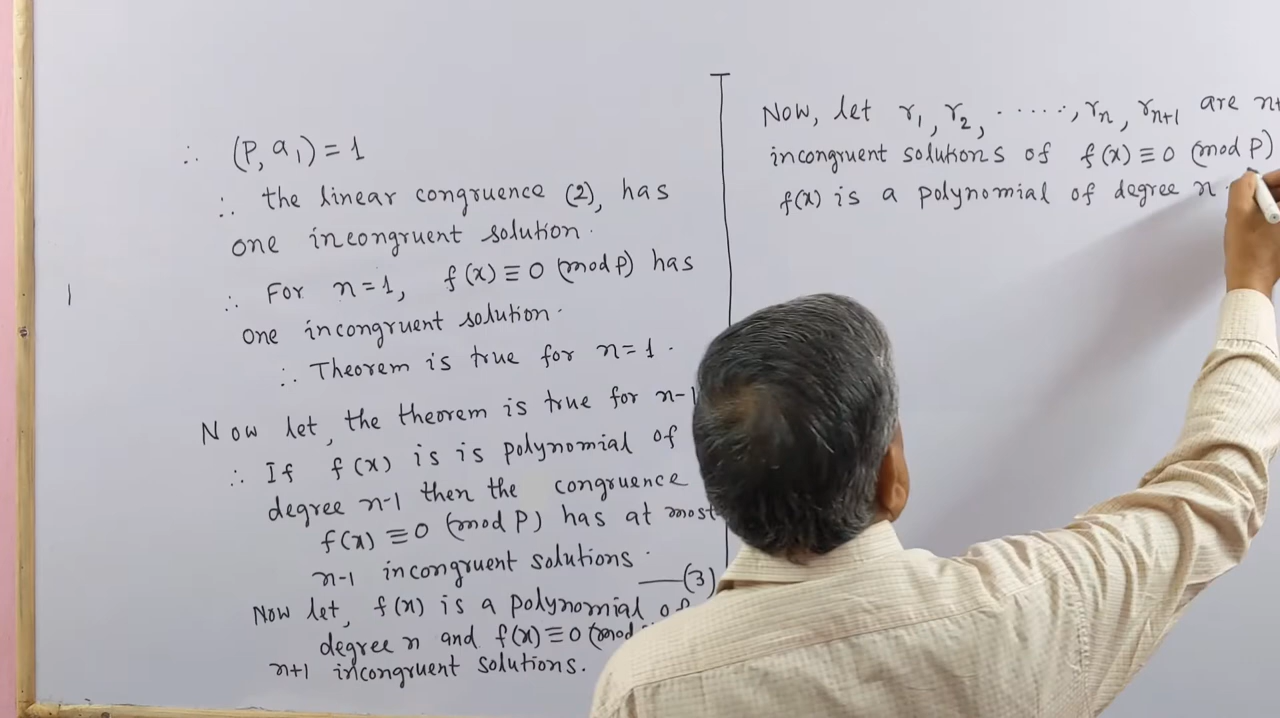 ∴ (P, a₁) = 1
∴ the linear congruence (2), has
one incongruent solution.
∴ For n=1, f(x) ≡ 0 (mod P) has
one incongruent solution.
∴ Theorem is true for n=1.
Now let, the theorem is true for n-1
∴ If f(x) is is polynomial of
degree n-1 then the congruence
f(x) ≡ 0 (mod P) has at most
n-1 incongruent solutions. —(3)
Now let, f(x) is a polynomial of
degree n and f(x) ≡ 0 (mod
n+1 incongruent solutions.
Now, let r₁, r₂, ......, rₙ, rₙ₊₁ are n+
incongruent solutions of f(x) ≡ 0 (mod P)
f(x) is a polynomial of degree n.